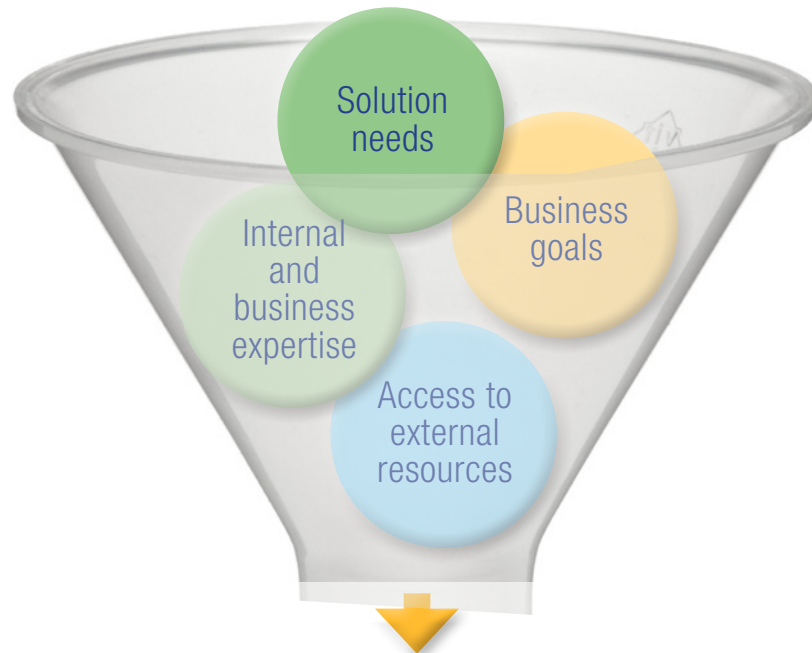 Solution
needs
Business
goals
Internal
and
business
expertise
Access to
external
resources